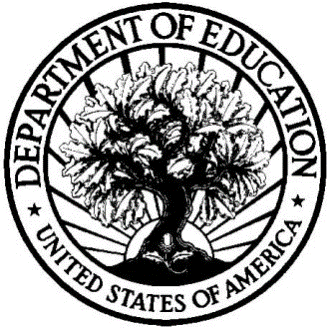 DEPARTMENT OF EDUCATION
UNITED STATES OF AMERICA